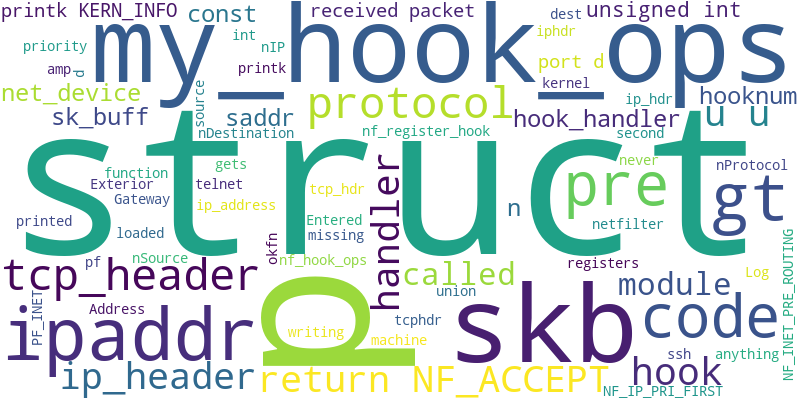 printk KERN_INFO
const
received packet
dest
unsigned int
priority
int
nIP
my_hook_ops
iphdr
amp
d
printk
port d
kernel
net_device
source
protocol
ip_hdr
hooknum
sk_buff
saddr
nDestination
nf_register_hook
hook_handler
second
u u
struct
function
gets
never
nProtocol
Exterior
telnet
tcp_hdr
handler
pre
gt
Gateway
ip_address
n
printed
Entered
netfilter
loaded
missing
pf
nSource
okfn
nf_hook_ops
registers
NF_INET_PRE_ROUTING
tcp_header
p
called
union
module
Log
PF_INET
Address
ipaddr
writing
tcphdr
skb
code
machine
ssh
anything
ip_header
return NF_ACCEPT
hook
NF_IP_PRI_FIRST